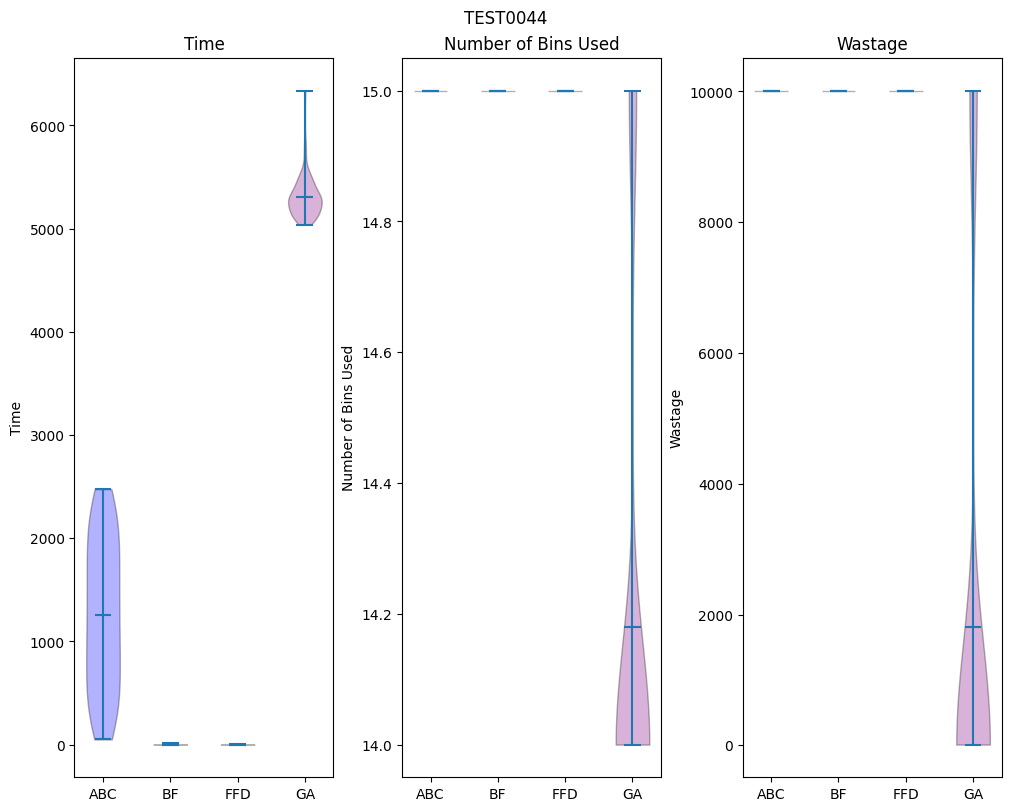 TEST0044
Time
Time
6000
5000
4000
3000
2000
1000
0
ABC BF FFD GA
Number of Bins Used
Number of Bins Used
15.0
14.8
14.6
14.4
14.2
14.0
ABC BF FFD GA
Wastage
Wastage
10000
8000
6000
4000
2000
0
ABC BF FFD GA